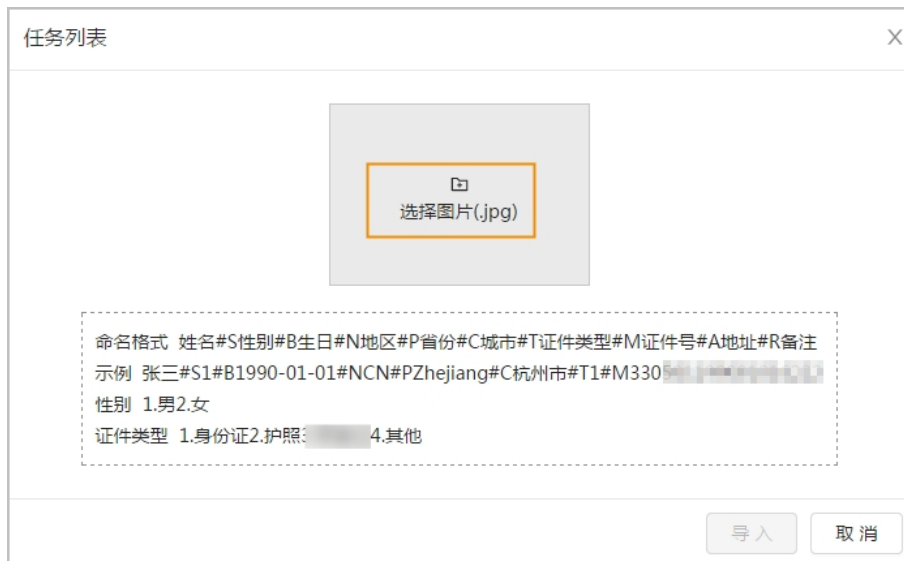 任务列表
X
选择图片(.jpg)
命名格式 姓名#S性别#B生日#N地区#P省份#C城市#T证件类型#M证件号#A地址#R备注
示例 张三#S1#B1990-01-01#NCN#PZhejiang#C杭州市#T1#M330
性别 1.男2.女
证件类型 1.身份证2.护照 4.其他
导入 取消